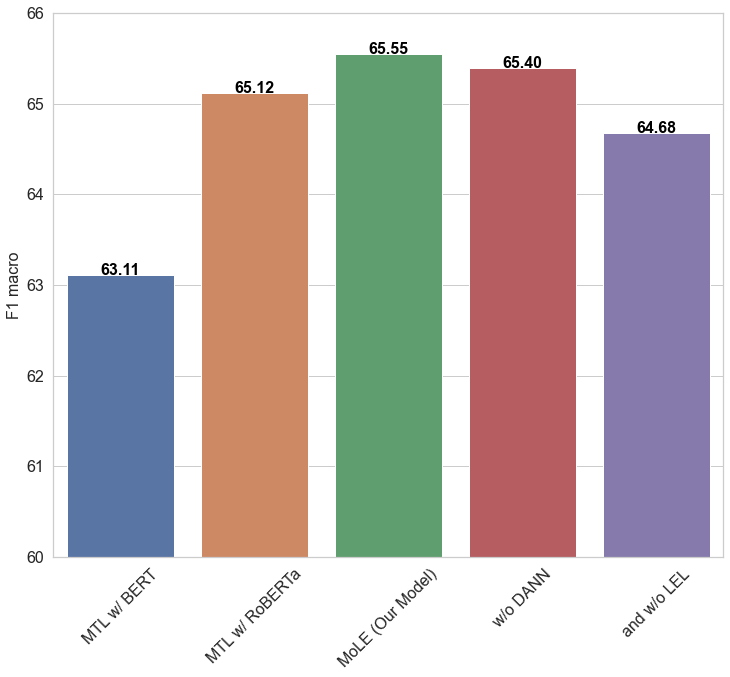 66
65
64
63
62
61
60
F1 macro
63.11
65.12
65.55
65.40
64.68
MTL w/ BERT
MTL w/ RoBERTa
MoLE (Our Model)
w/o DANN
and w/o LEL